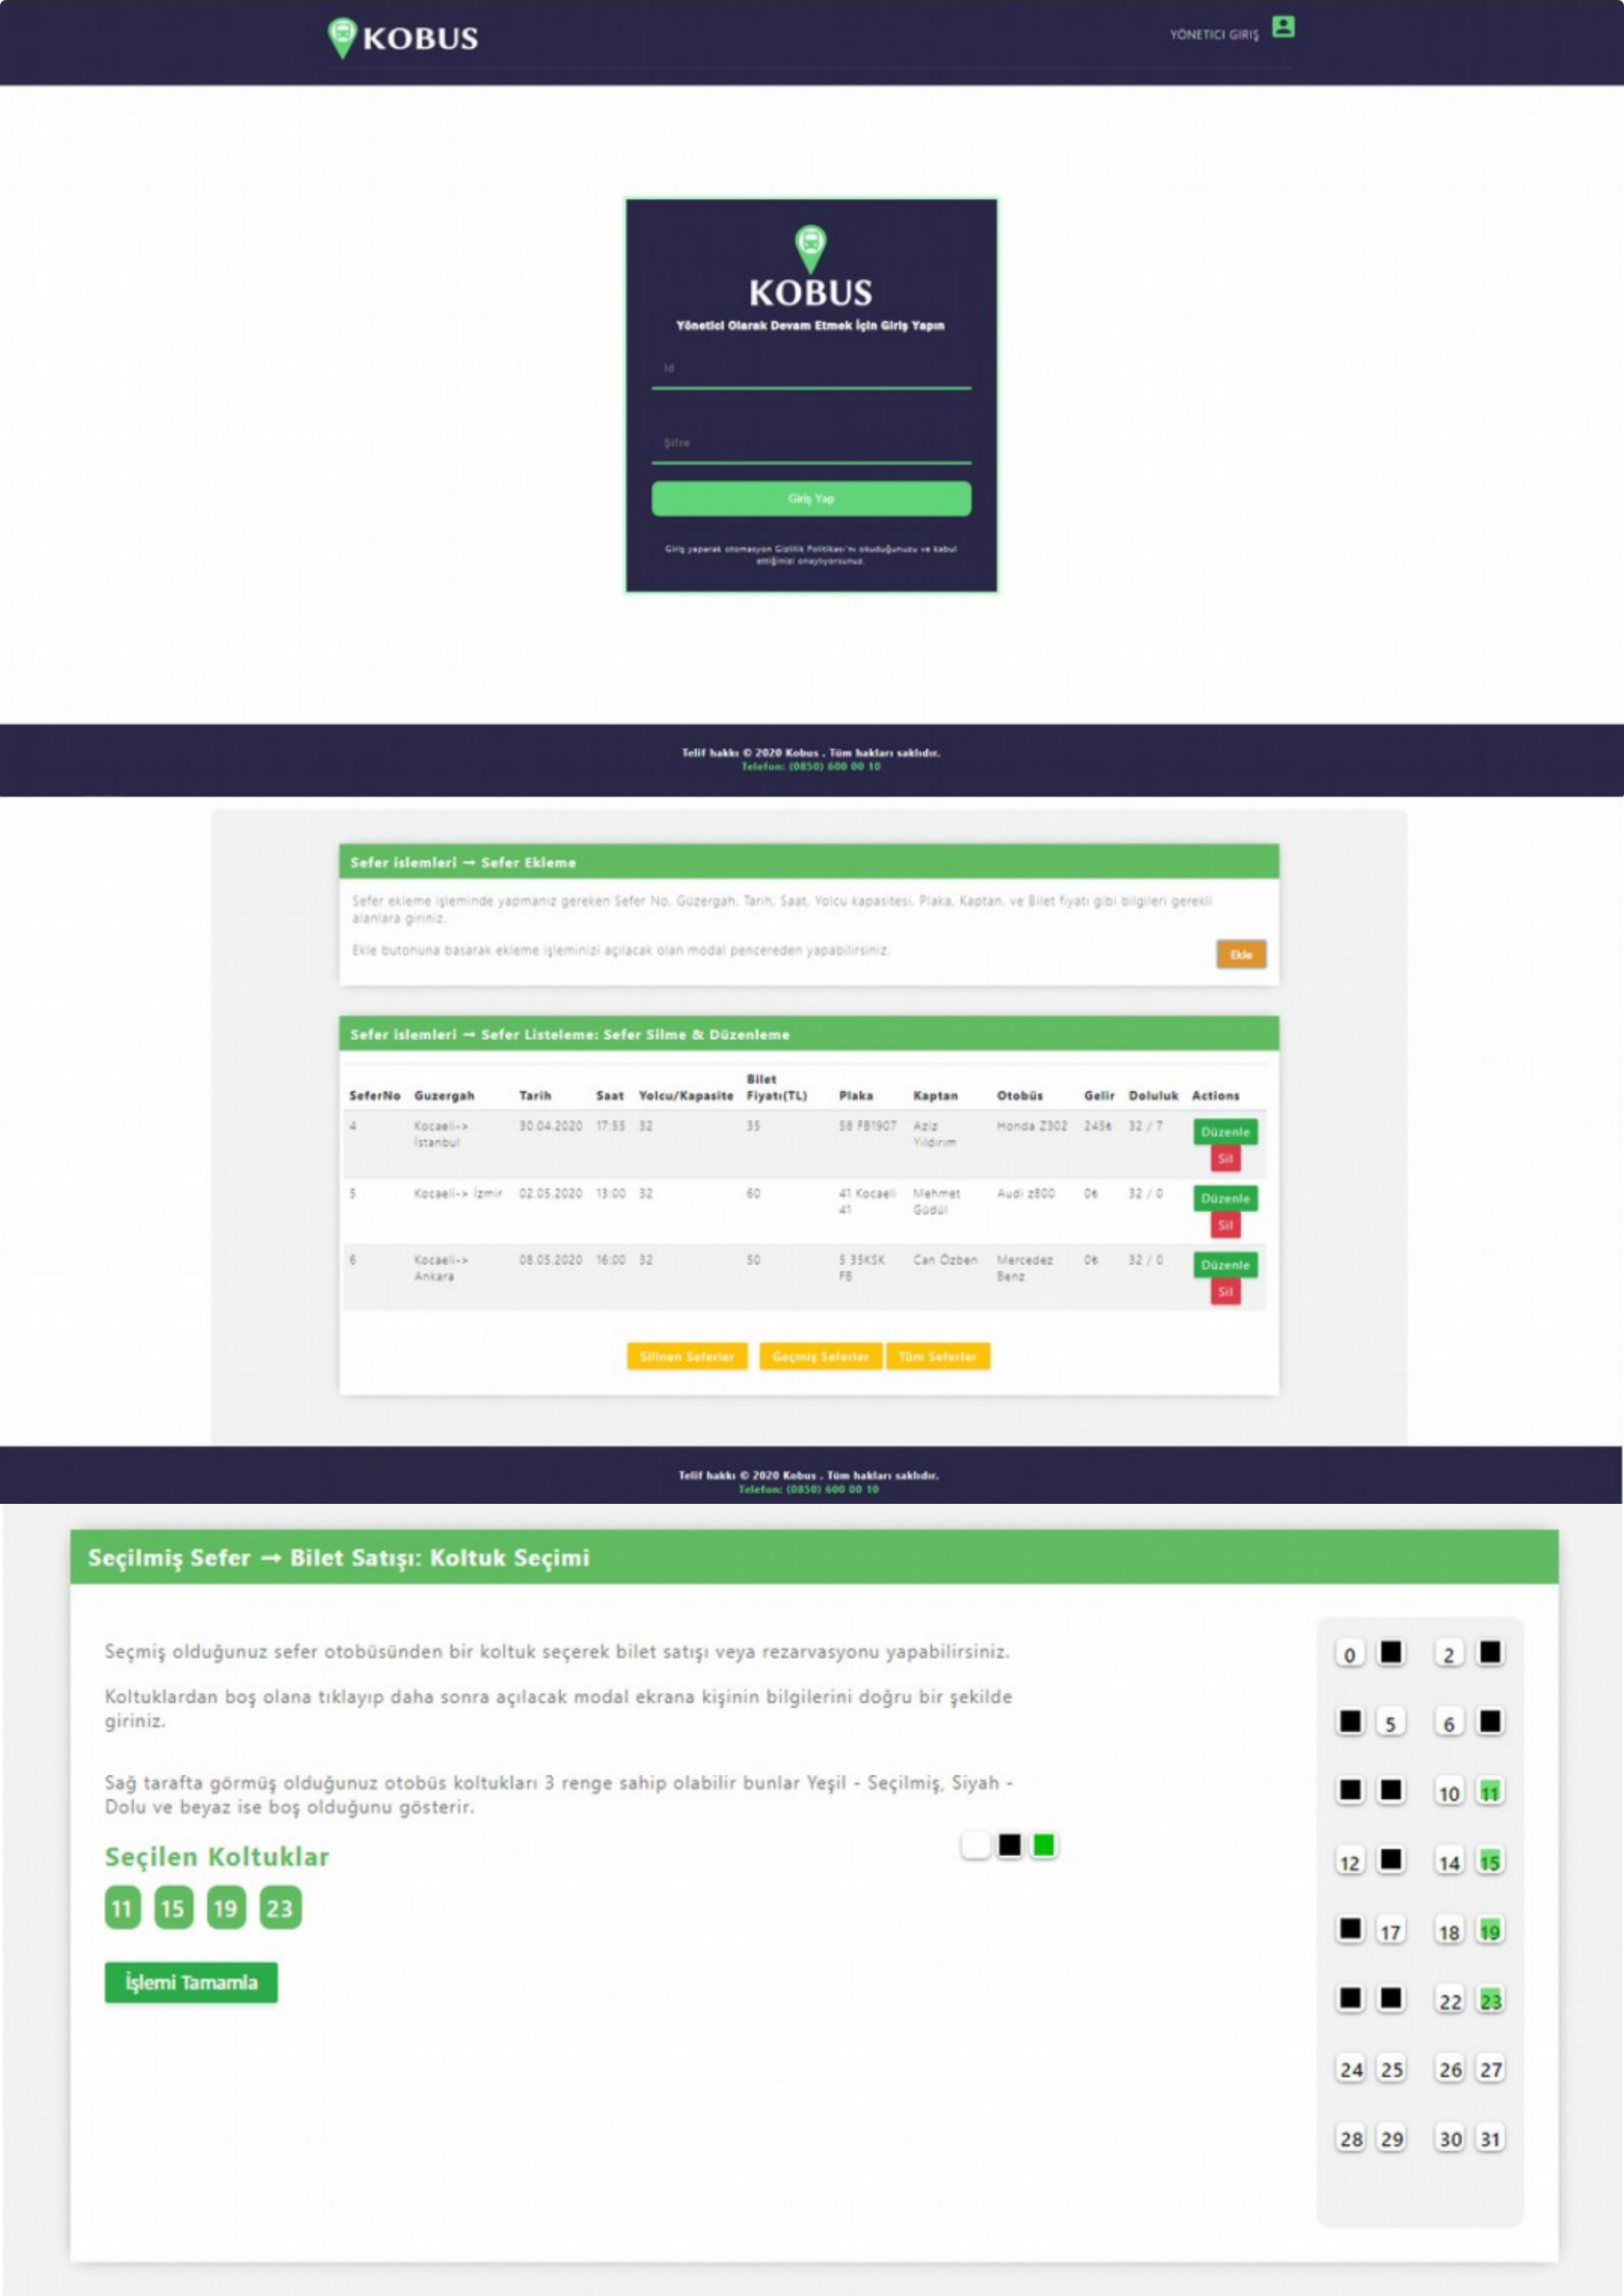 KOBUS
YÖNETICI GIRIŞ
KOBUS
Yönetici Olarak Devam Etmek İçin Giriş Yapın
Id
Şifre
Giriş Yap
Giriş yaparak otomasyon Gizlilik Politikası'nı okuduğunuzu ve kabul
ettiğinizi onaylıyorsunuz.
Telif hakkı © 2020 Kobus . Tüm hakları saklıdır.
Telefon: (0850) 600 00 10
Sefer islemleri → Sefer Ekleme
Sefer ekleme işleminde yapmanız gereken Sefer No, Güzergah, Tarih, Saat, Yolcu kapasitesi, Plaka, Kaptan, ve Bilet fiyatı gibi bilgileri gerekli
alanlara giriniz.
Ekle butonuna basarak ekleme işleminizi açılacak olan modal pencereden yapabilirsiniz.
Ekle
Sefer islemleri → Sefer Listeleme: Sefer Silme & Düzenleme
SeferNo Guzergah Tarih Saat Yolcu/Kapasite Bilet Fiyatı(TL) Plaka Kaptan Otobüs Gelir Doluluk Actions
4 Kocaeli-> İstanbul 30.04.2020 17:55 32 35 58 FB1907 Aziz Yıldırım Honda Z302 245₺ 32 / 7 Düzenle
Sil
5 Kocaeli-> İzmir 02.05.2020 13:00 32 60 41 Kocaeli 41 Mehmet Güdül Audi z800 0₺ 32 / 0 Düzenle
Sil
6 Kocaeli-> Ankara 08.05.2020 16:00 32 50 5 35KSK FB Can Özben Mercedez Benz 0₺ 32 / 0 Düzenle
Sil
Silinen Seferler Geçmiş Seferler Tüm Seferler
Telif hakkı © 2020 Kobus . Tüm hakları saklıdır.
Telefon: (0850) 600 00 10
Seçilmiş Sefer → Bilet Satışı: Koltuk Seçimi
Seçmiş olduğunuz sefer otobüsünden bir koltuk seçerek bilet satışı veya rezarvasyonu yapabilirsiniz.
Koltuklardan boş olana tıklayıp daha sonra açılacak modal ekrana kişinin bilgilerini doğru bir şekilde
giriniz.
Sağ tarafta görmüş olduğunuz otobüs koltukları 3 renge sahip olabilir bunlar Yeşil - Seçilmiş, Siyah -
Dolu ve beyaz ise boş olduğunu gösterir.
Seçilen Koltuklar
11 15 19 23
İşlemi Tamamla
0 2
5 6
10 11
12 14 15
17 18 19
22 23
24 25 26 27
28 29 30 31